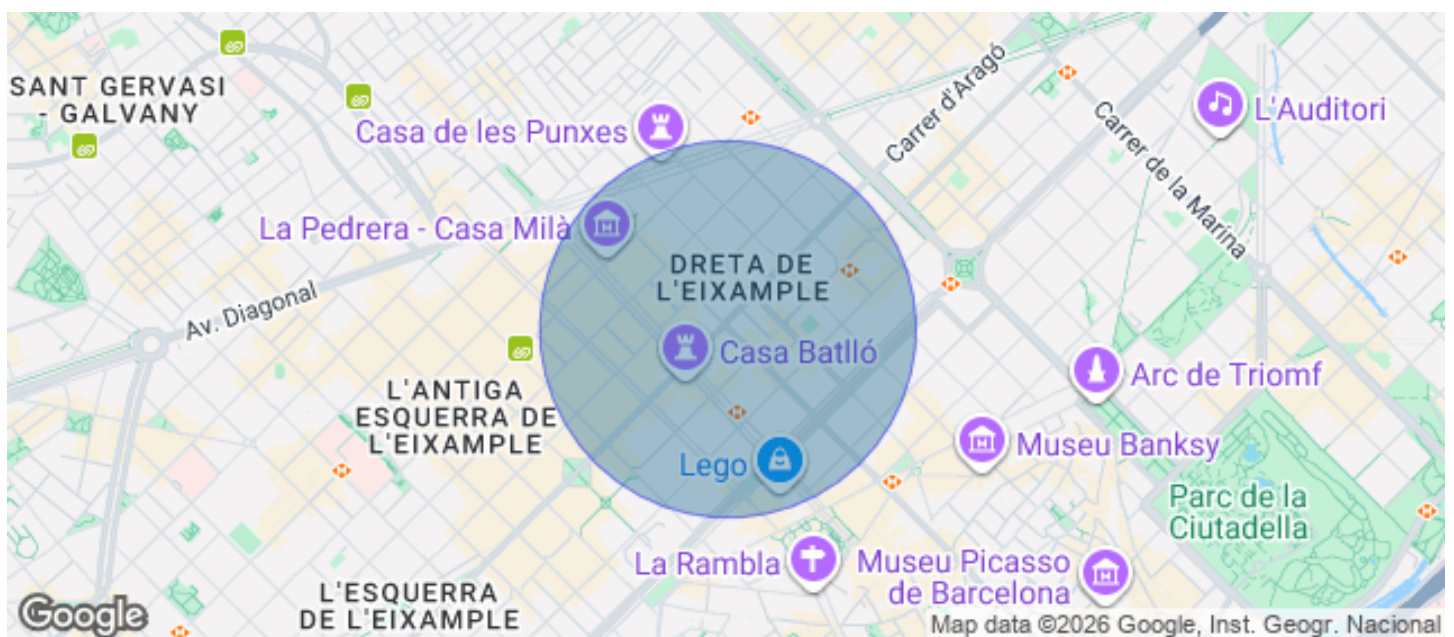 SANT GERVASI
- GALVANY
Casa de les Punxes
Carrer d'Aragó
L'Auditori
Carrer de la Marina
La Pedrera - Casa Milà
DRETA DE
L'EIXAMPLE
Av. Diagonal
Casa Batlló
Arc de Triomf
L'ANTIGA
ESQUERRA DE
L'EIXAMPLE
Lego
Museu Banksy
Parc de la
Ciutadella
La Rambla
Museu Picasso
de Barcelona
L'ESQUERRA
DE L'EIXAMPLE
Google
Map data ©2026 Google, Inst. Geogr. Nacional